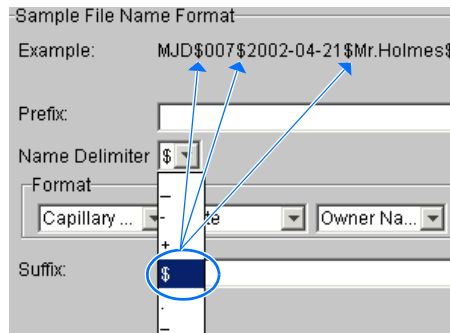 Sample File Name Format
Example: MJD$007$2002-04-21$Mr.Holmes$
Prefix:
Name Delimiter $
Format
_
Capillary ... - te Owner Na...
+
Suffix: $
.